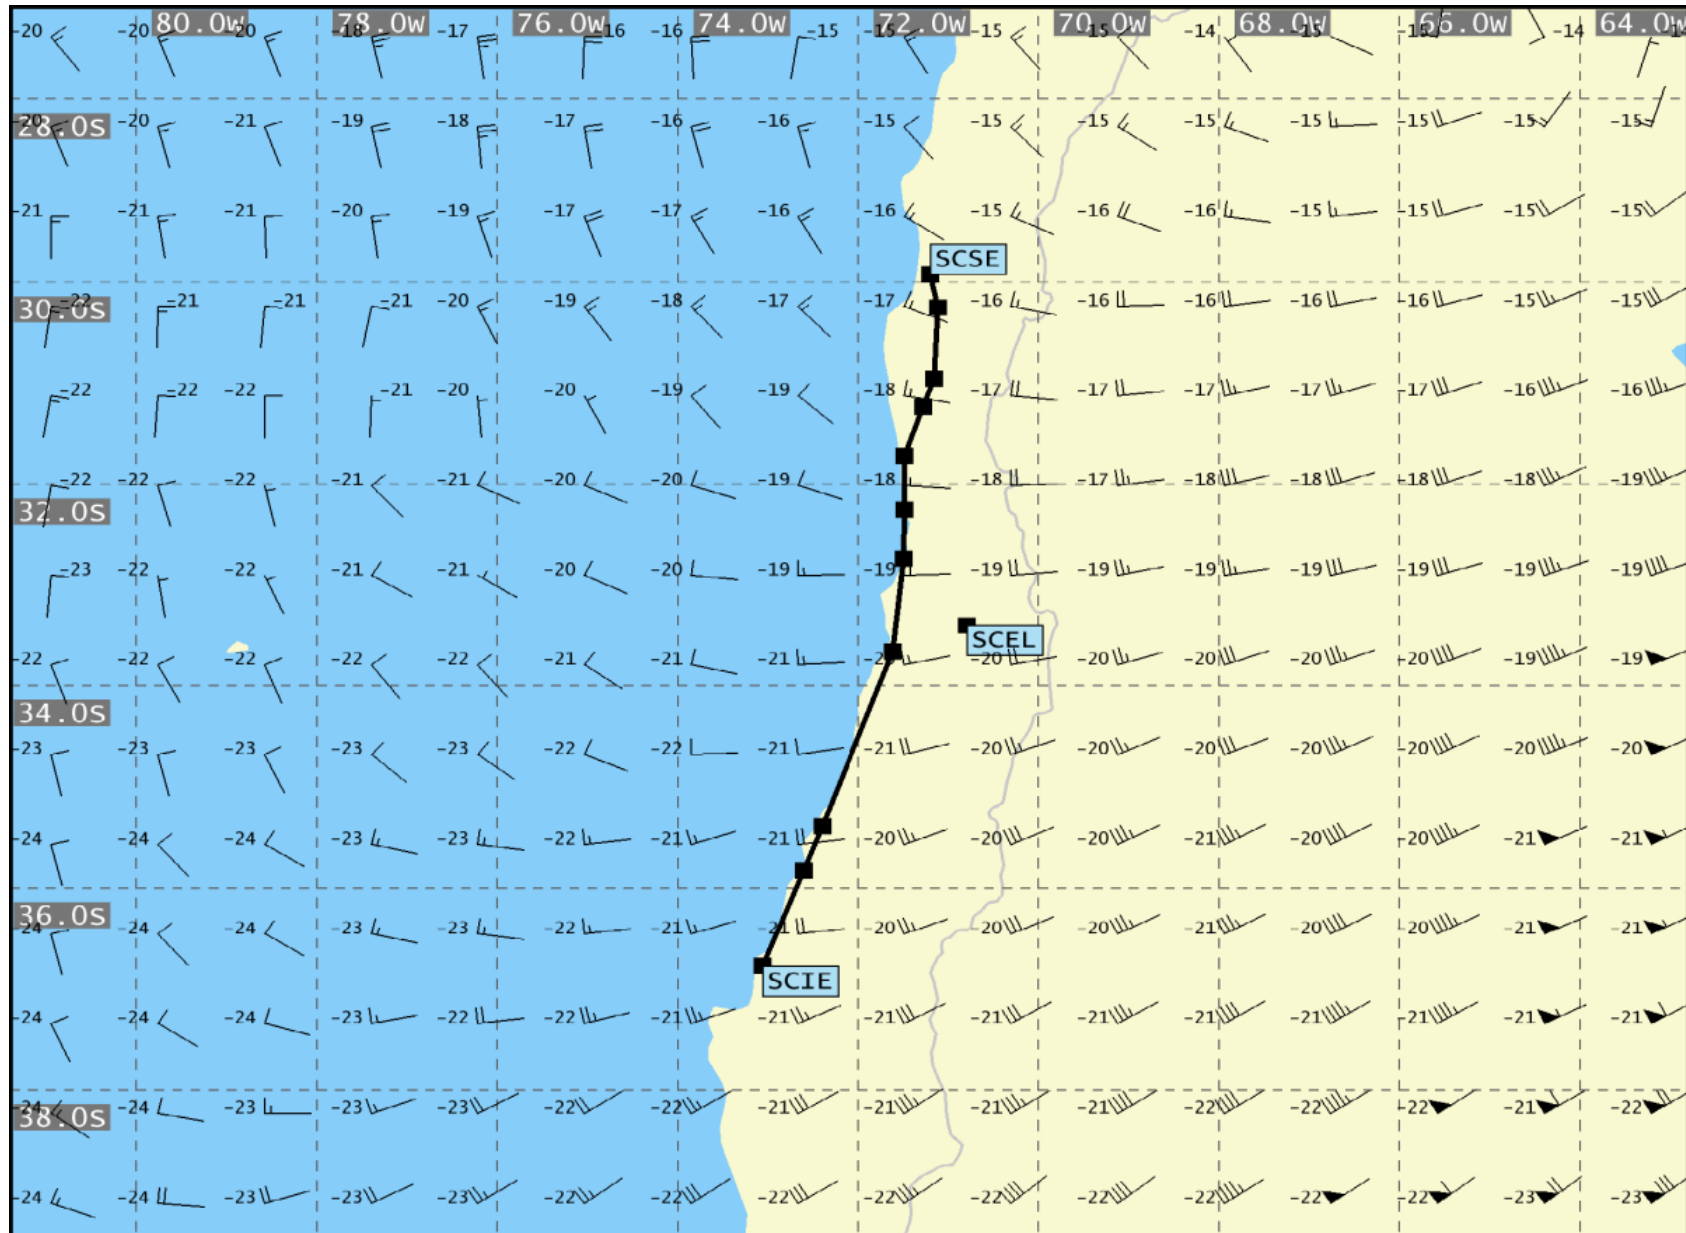 80.0W 78.0W 76.0W 74.0W 72.0W 70.0W 68.0W 66.0W 64.0W
-20 -20 -20 -18 -17 -16 -16 -15 -15 -15 -15 -14 -15 -15 -14
-20 -20 -21 -19 -18 -17 -16 -16 -15 -15 -15 -15 -15 -15 -15 -15
28.0S
-21 -21 -21 -20 -19 -17 -17 -16 -16 -15 -16 -16 -15 -15 -15 -15
SCSE
-22 -21 -21 -21 -20 -19 -18 -17 -17 -16 -16 -16 -16 -16 -15 -15
30.0S
-22 -22 -22 -21 -20 -20 -19 -19 -18 -17 -17 -17 -17 -17 -16 -16
-22 -22 -22 -21 -21 -20 -20 -19 -18 -18 -17 -18 -18 -18 -18 -19
32.0S
-23 -22 -22 -21 -21 -20 -20 -19 -19 -19 -19 -19 -19 -19 -19 -19
SCEL
-22 -22 -22 -22 -22 -21 -21 -21 -20 -20 -20 -20 -20 -19 -19
34.0S
-23 -23 -23 -23 -23 -22 -22 -21 -21 -20 -20 -20 -20 -20 -20 -20
-24 -24 -24 -23 -23 -22 -21 -21 -20 -20 -20 -21 -20 -20 -21 -21
36.0S
-24 -24 -24 -23 -23 -22 -21 21 -20 -20 -20 -21 -20 -20 -21 -21
SCIE
-24 -24 -24 -23 -22 -22 -21 -21 -21 -21 -21 -21 -21 -21 -21 -21
-24 -24 -23 -23 -23 -22 -22 -21 -21 -21 -21 -22 -22 -22 -21 -22
38.0S
-24 -24 -23 -23 -23 -22 -22 -22 -22 -22 -22 -22 -22 -22 -23 -23